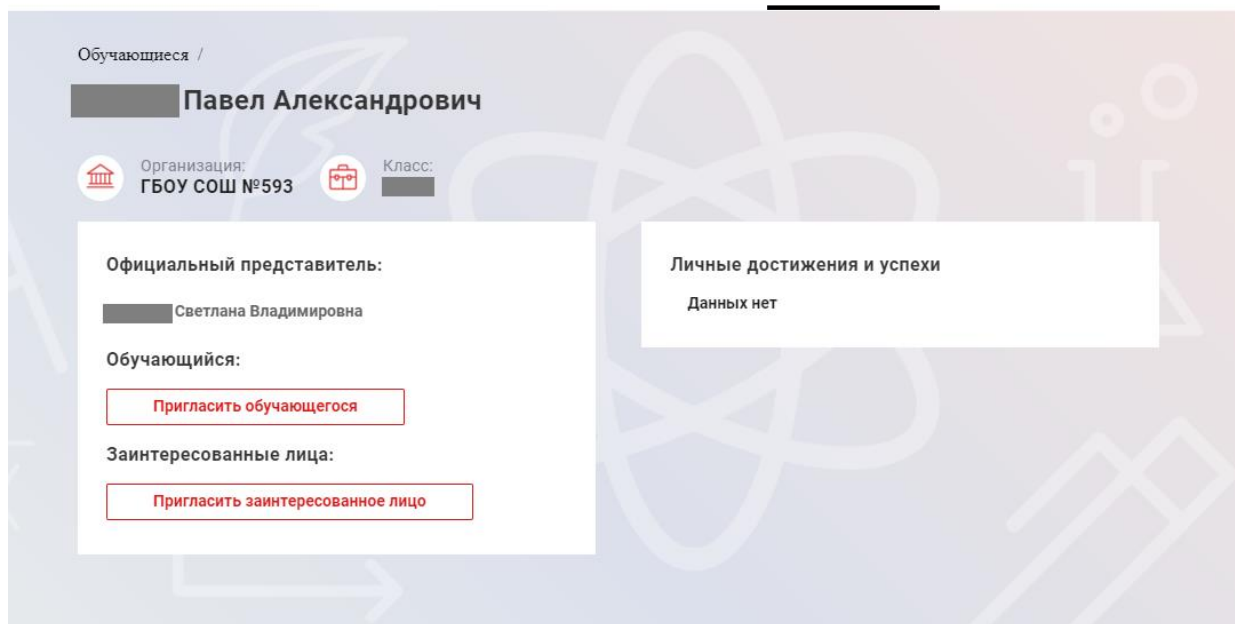 Обучающиеся /
Павел Александрович
Организация:
ГБОУ СОШ №593
Класс:
Официальный представитель:
Светлана Владимировна
Обучающийся:
Пригласить обучающегося
Заинтересованные лица:
Пригласить заинтересованное лицо
Личные достижения и успехи
Данных нет